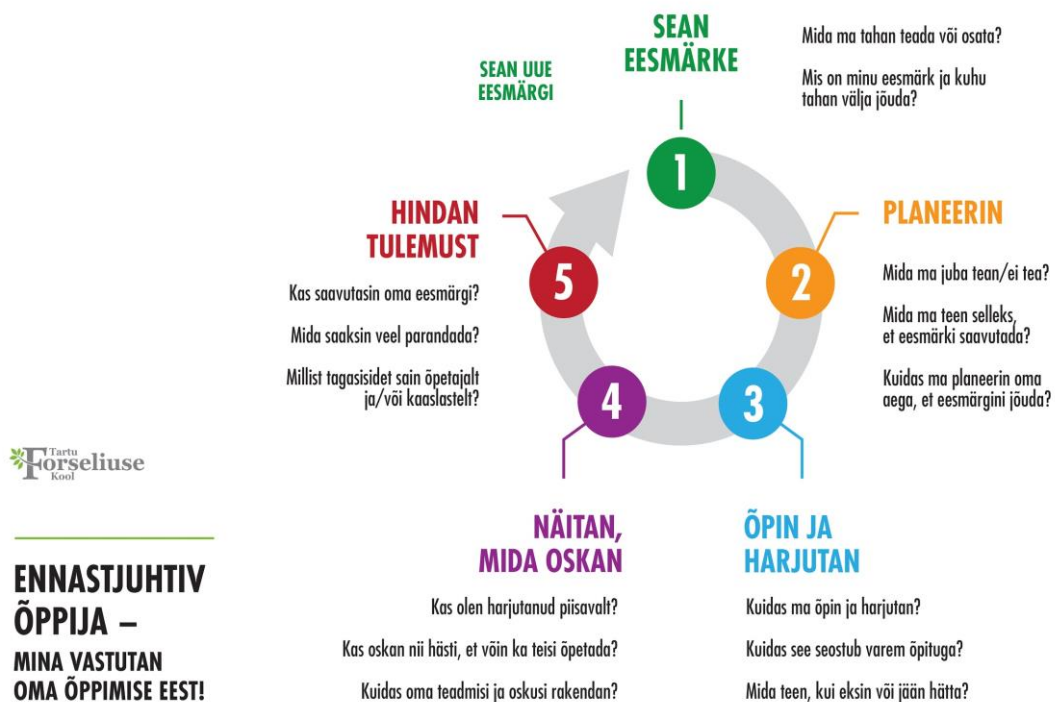 SEAN
EESMÄRKE
Mida ma tahan teada või osata?
Mis on minu eesmärk ja kuhu
tahan välja jõuda?
SEAN UUE
EESMÄRGI
1
PLANEERIN
2
Mida ma juba tean/ei tea?
Mida ma teen selleks,
et eesmärki saavutada?
Kuidas ma planeerin oma
aega, et eesmärgini jõuda?
3
ÕPIN JA
HARJUTAN
Kuidas ma õpin ja harjutan?
Kuidas see seostub varem õpituga?
Mida teen, kui eksin või jään hätta?
4
NÄITAN,
MIDA OSKAN
Kas olen harjutanud piisavalt?
Kas oskan nii hästi, et võin ka teisi õpetada?
Kuidas oma teadmisi ja oskusi rakendan?
HINDAN
TULEMUST
5
Kas saavutasin oma eesmärgi?
Mida saaksin veel parandada?
Millist tagasisidet sain õpetajalt
ja/või kaaslastelt?
Tartu
Forseliuse
Kool
ENNASTJUHTIV
ÕPPIJA –
MINA VASTUTAN
OMA ÕPPIMISE EEST!